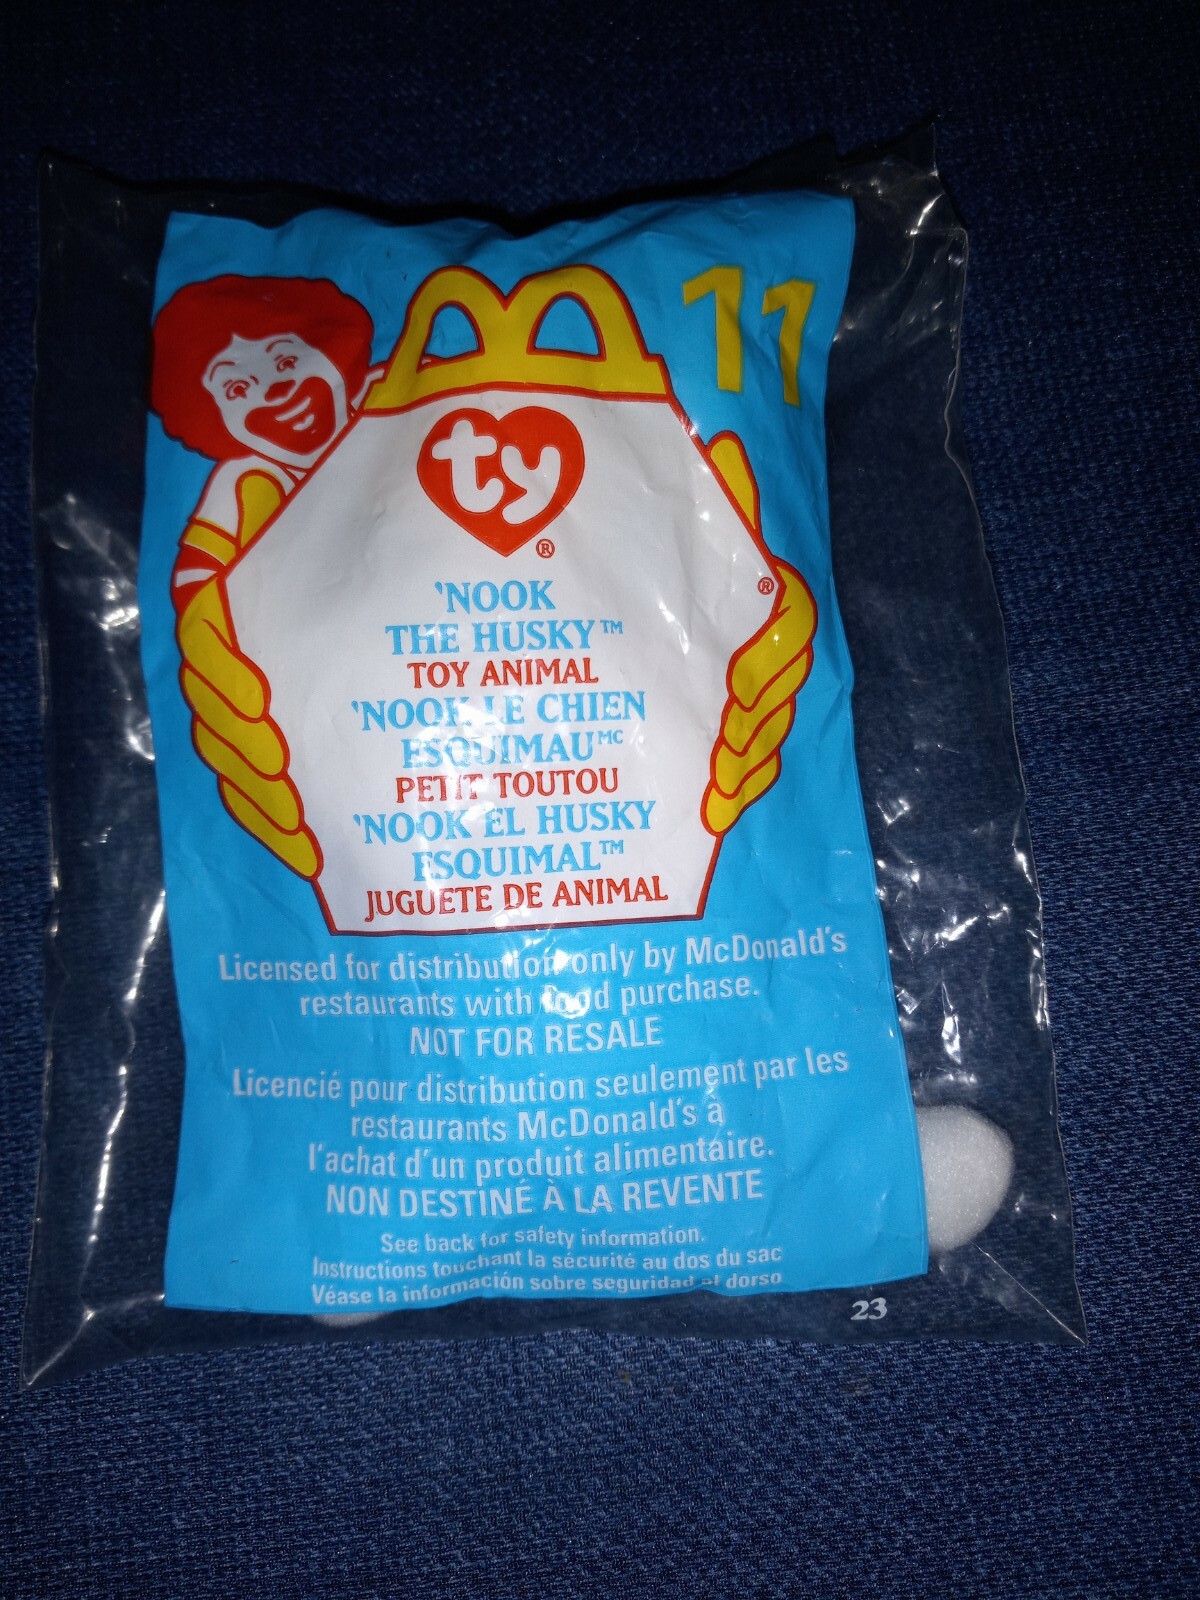 11
ty®
®
'NOOK
THE HUSKY™
TOY ANIMAL
'NOOK LE CHIEN
ESQUIMAU MC
PETIT TOUTOU
'NOOK EL HUSKY
ESQUIMAL™
JUGUETE DE ANIMAL
Licensed for distribution only by McDonald's
restaurants with food purchase.
NOT FOR RESALE
Licencié pour distribution seulement par les
restaurants McDonald's à
l'achat d'un produit alimentaire.
NON DESTINÉ À LA REVENTE
See back for safety information.
Instructions touchant la sécurité au dos du sac
Véase la información sobre seguridad al dorso
23